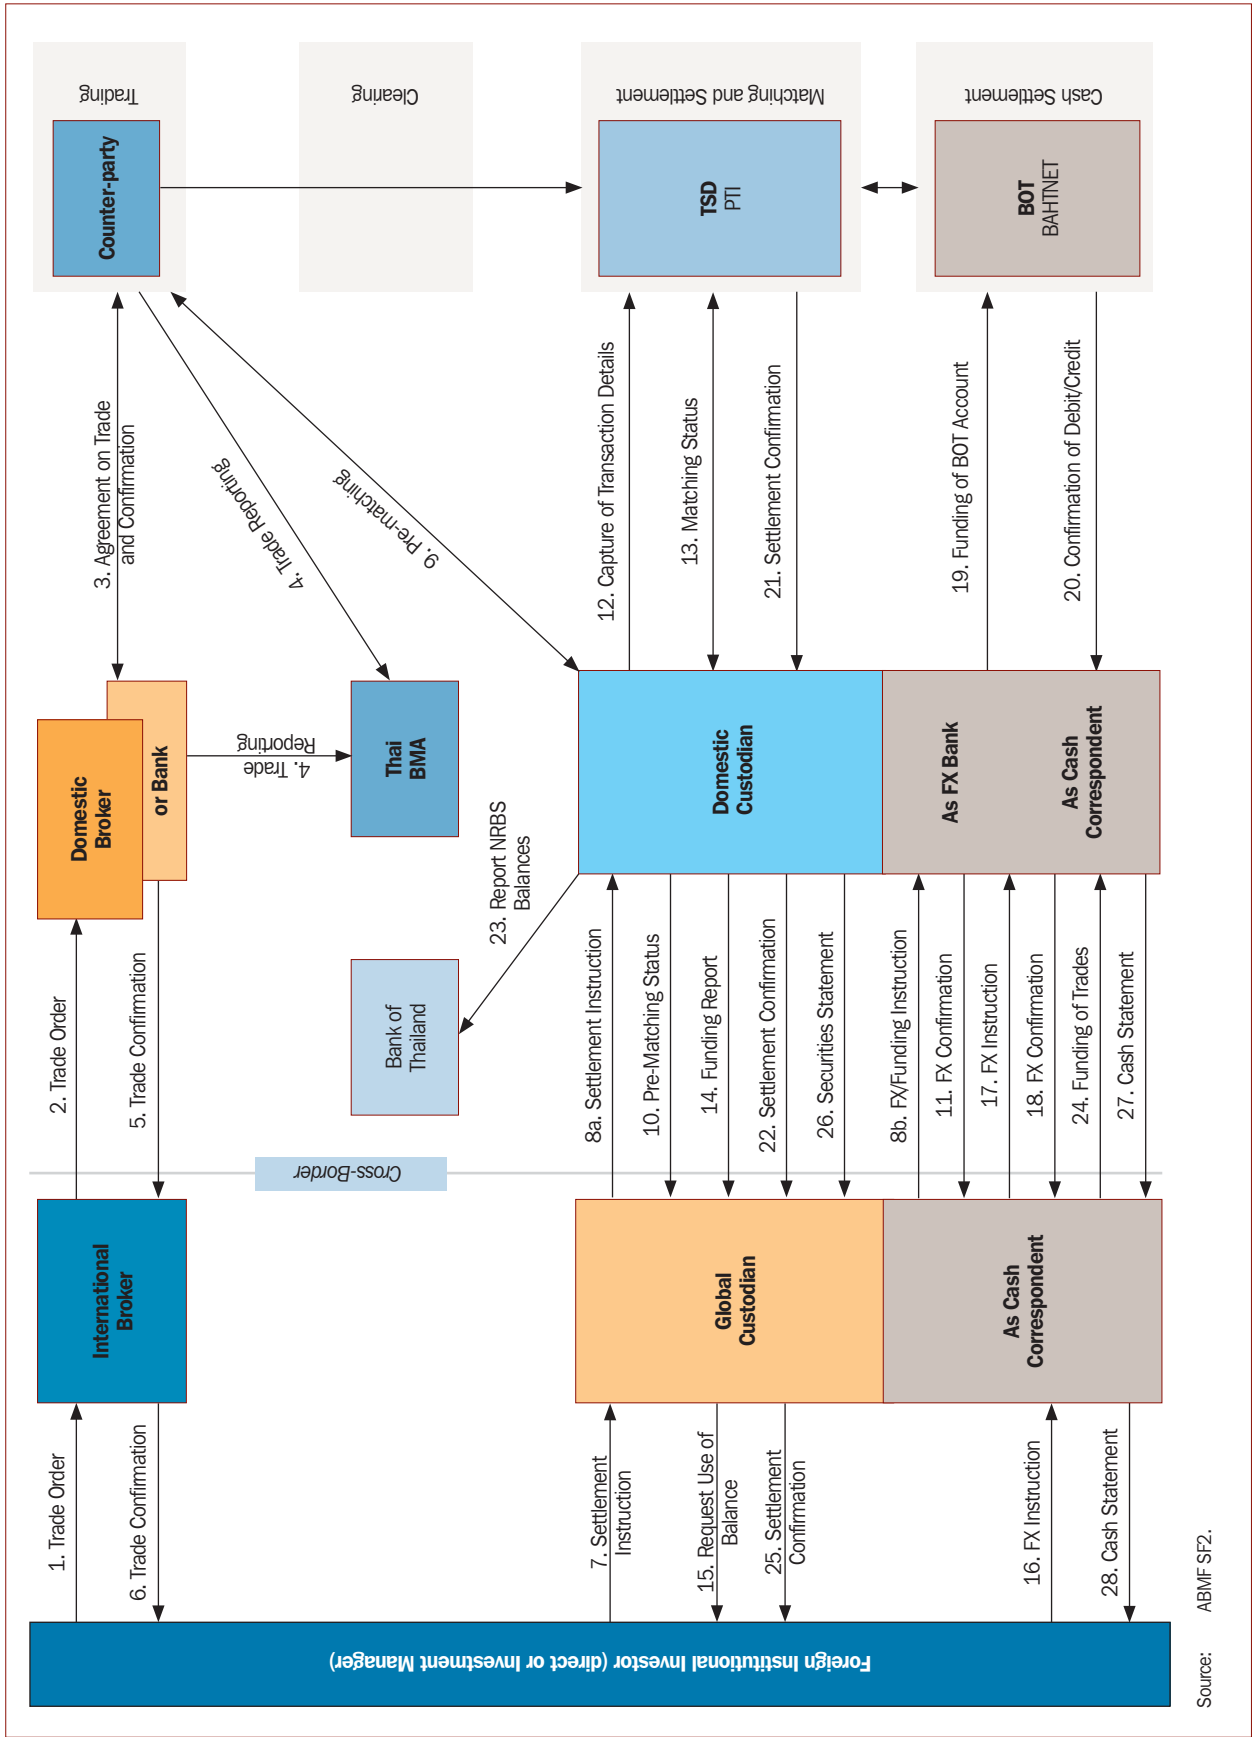 Trading
Clearing
Matching and Settlement
Cash Settlement
Counter-party
TSD
PTI
BOT
BAHTNET
3. Agreement on Trade
and Confirmation
4. Trade Reporting
9. Pre-matching
12. Capture of Transaction Details
13. Matching Status
21. Settlement Confirmation
19. Funding of BOT Account
20. Confirmation of Debit/Credit
Domestic
Broker
or Bank
4. Trade
Reporting
Thai
BMA
Domestic
Custodian
As FX Bank
As Cash
Correspondent
2. Trade Order
5. Trade Confirmation
Bank of
Thailand
23. Report NRBS
Balances
8a. Settlement Instruction
10. Pre-Matching Status
14. Funding Report
22. Settlement Confirmation
26. Securities Statement
8b. FX/Funding Instruction
11. FX Confirmation
17. FX Instruction
18. FX Confirmation
24. Funding of Trades
27. Cash Statement
Cross-Border
International
Broker
Global
Custodian
As Cash
Correspondent
1. Trade Order
6. Trade Confirmation
7. Settlement
Instruction
15. Request Use of
Balance
25. Settlement
Confirmation
16. FX Instruction
28. Cash Statement
Foreign Institutional Investor (direct or Investment Manager)
Source: ABMF SF2.